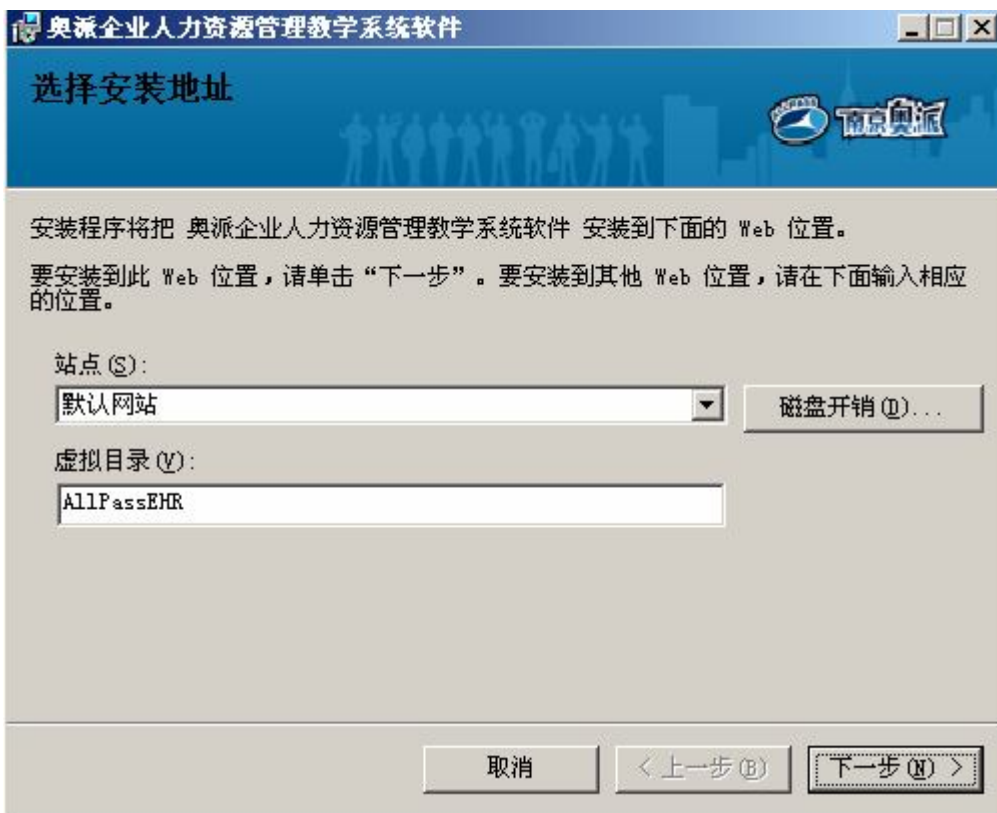 奥派企业人力资源管理教学系统软件
选择安装地址
南京奥派
安装程序将把 奥派企业人力资源管理教学系统软件 安装到下面的 Web 位置。
要安装到此 Web 位置，请单击“下一步”。要安装到其他 Web 位置，请在下面输入相应
的位置。
站点(S):
默认网站
磁盘开销(D)...
虚拟目录(V):
AllPassEHR
取消
< 上一步(B)
下一步(N) >